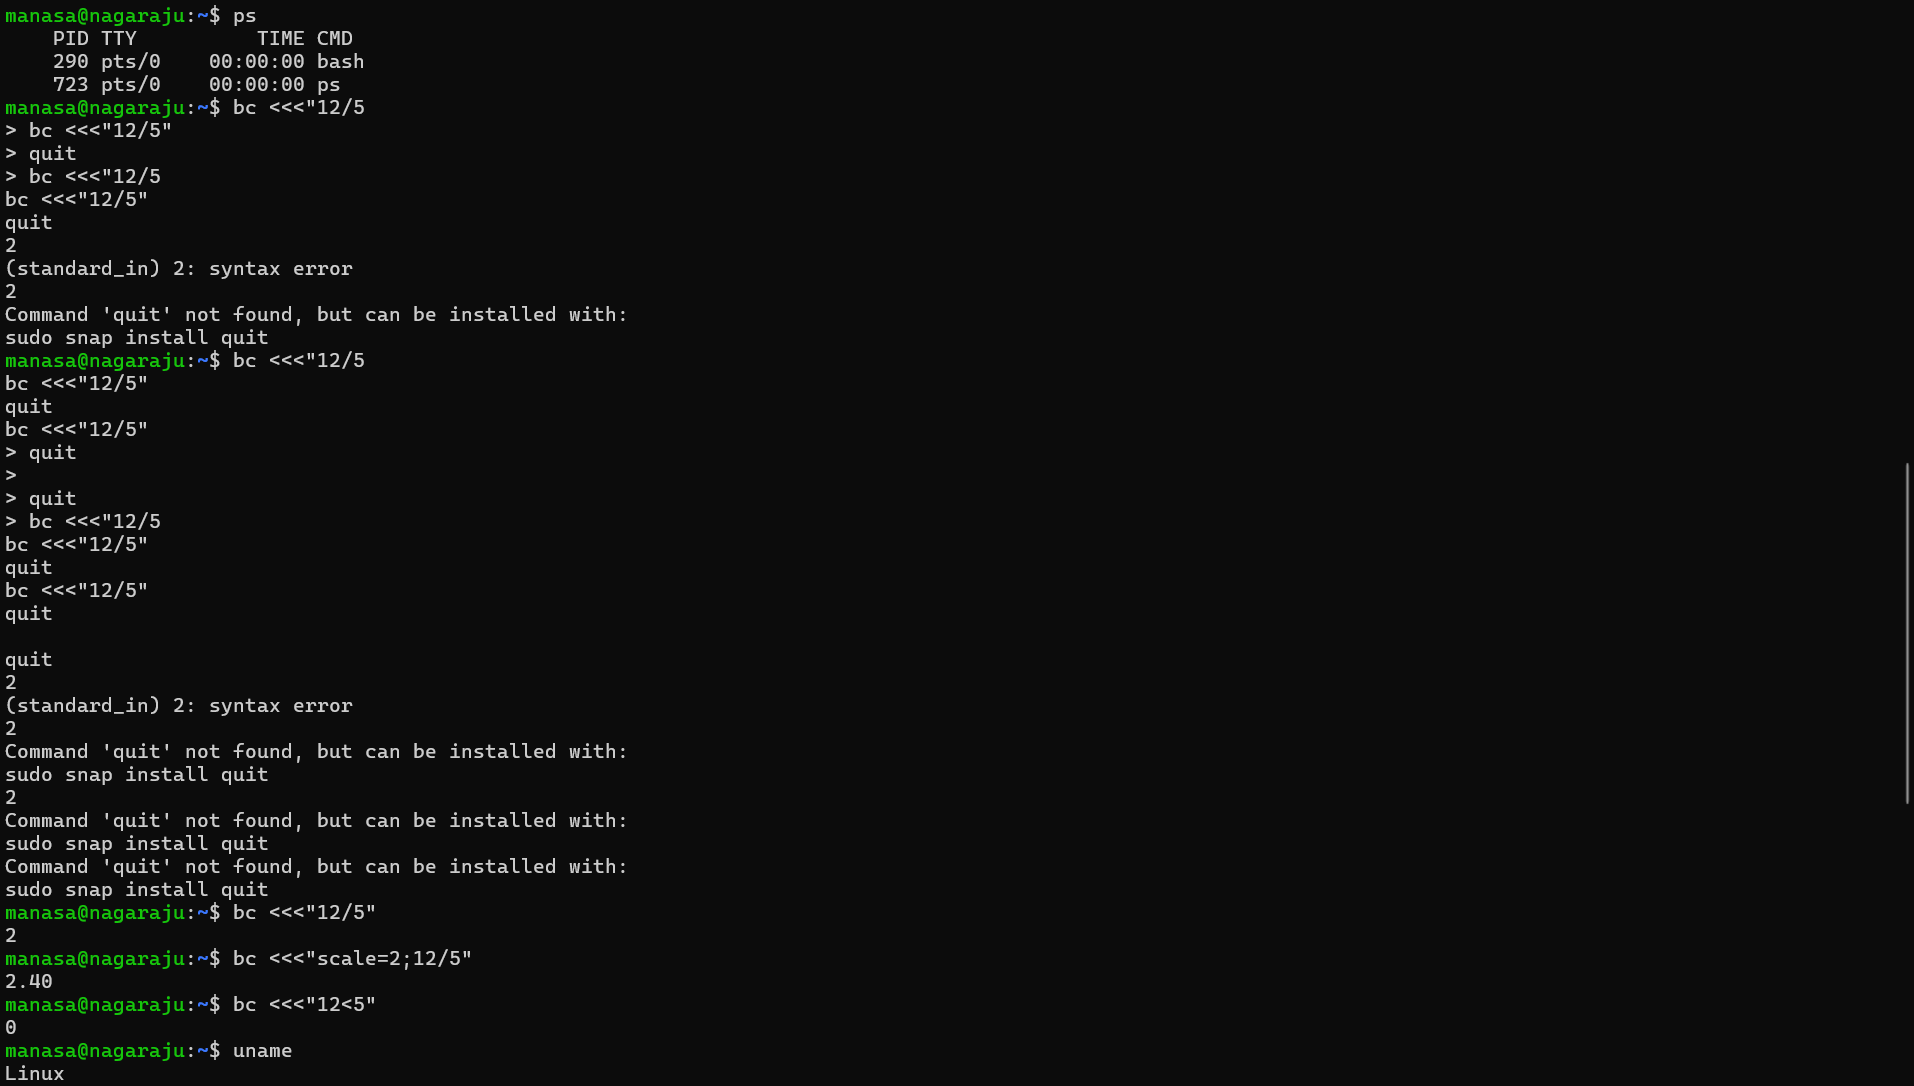 manasa@nagaraju:~$ ps
    PID TTY          TIME CMD
    290 pts/0    00:00:00 bash
    723 pts/0    00:00:00 ps
manasa@nagaraju:~$ bc <<<"12/5
> bc <<<"12/5"
> quit
> bc <<<"12/5
bc <<<"12/5"
quit
2
(standard_in) 2: syntax error
2
Command 'quit' not found, but can be installed with:
sudo snap install quit
manasa@nagaraju:~$ bc <<<"12/5
bc <<<"12/5"
quit
bc <<<"12/5"
> quit
>
> quit
> bc <<<"12/5
bc <<<"12/5"
quit
bc <<<"12/5"
quit

quit
2
(standard_in) 2: syntax error
2
Command 'quit' not found, but can be installed with:
sudo snap install quit
2
Command 'quit' not found, but can be installed with:
sudo snap install quit
Command 'quit' not found, but can be installed with:
sudo snap install quit
manasa@nagaraju:~$ bc <<<"12/5"
2
manasa@nagaraju:~$ bc <<<"scale=2;12/5"
2.40
manasa@nagaraju:~$ bc <<<"12<5"
0
manasa@nagaraju:~$ uname
Linux